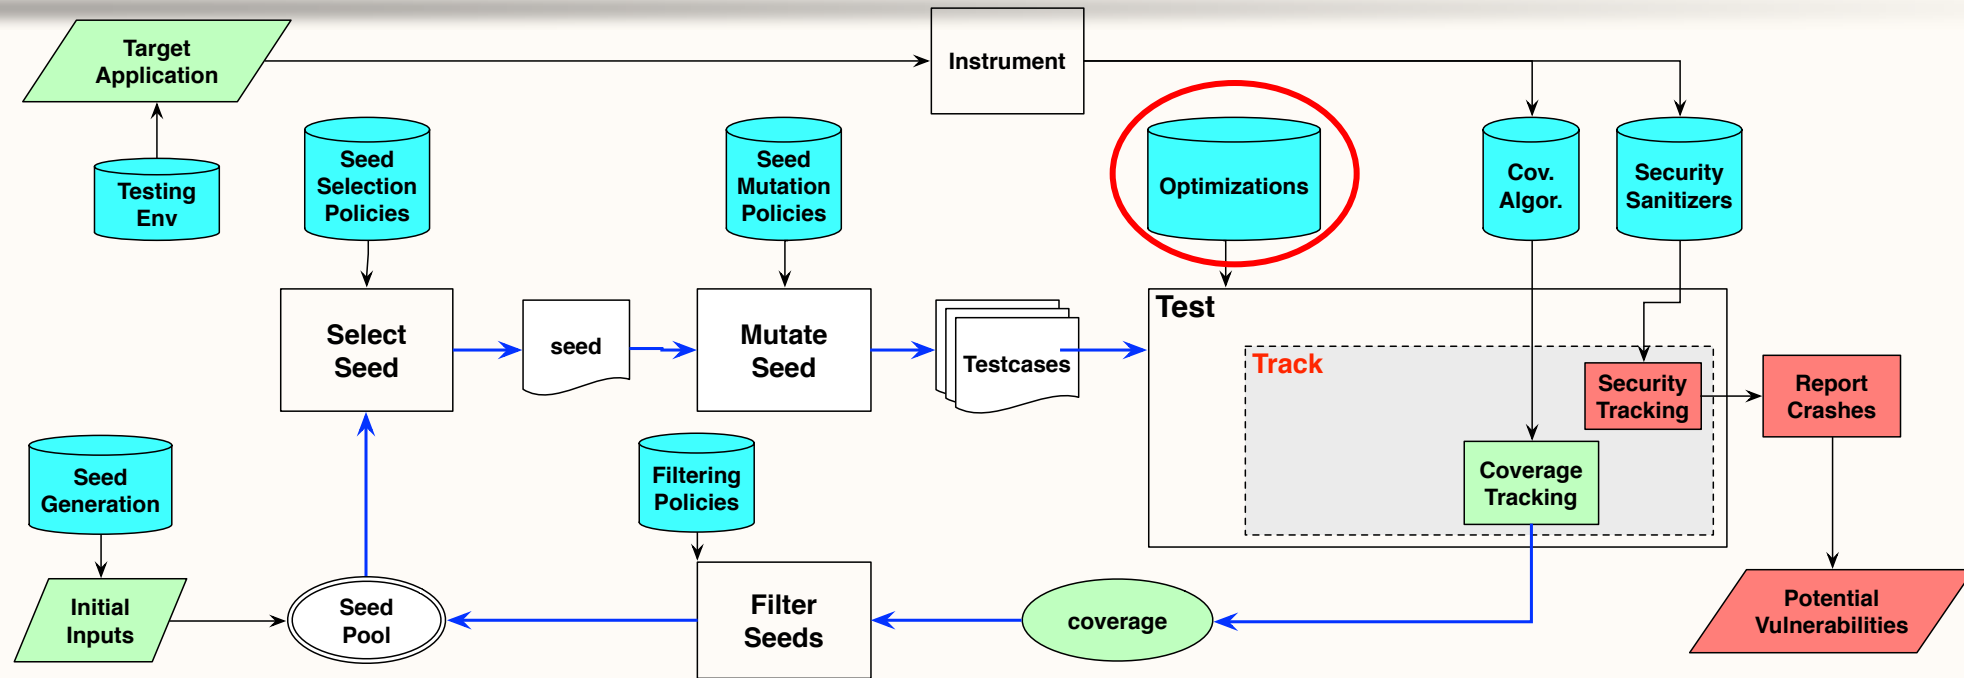 Target
Application
Instrument
Testing
Env
Seed
Selection
Policies
Seed
Mutation
Policies
Optimizations
Cov.
Algor.
Security
Sanitizers
Select
Seed
seed
Mutate
Seed
Testcases
Test
Track
Security
Tracking
Report
Crashes
Coverage
Tracking
Seed
Generation
Filtering
Policies
Initial
Inputs
Seed
Pool
Filter
Seeds
coverage
Potential
Vulnerabilities